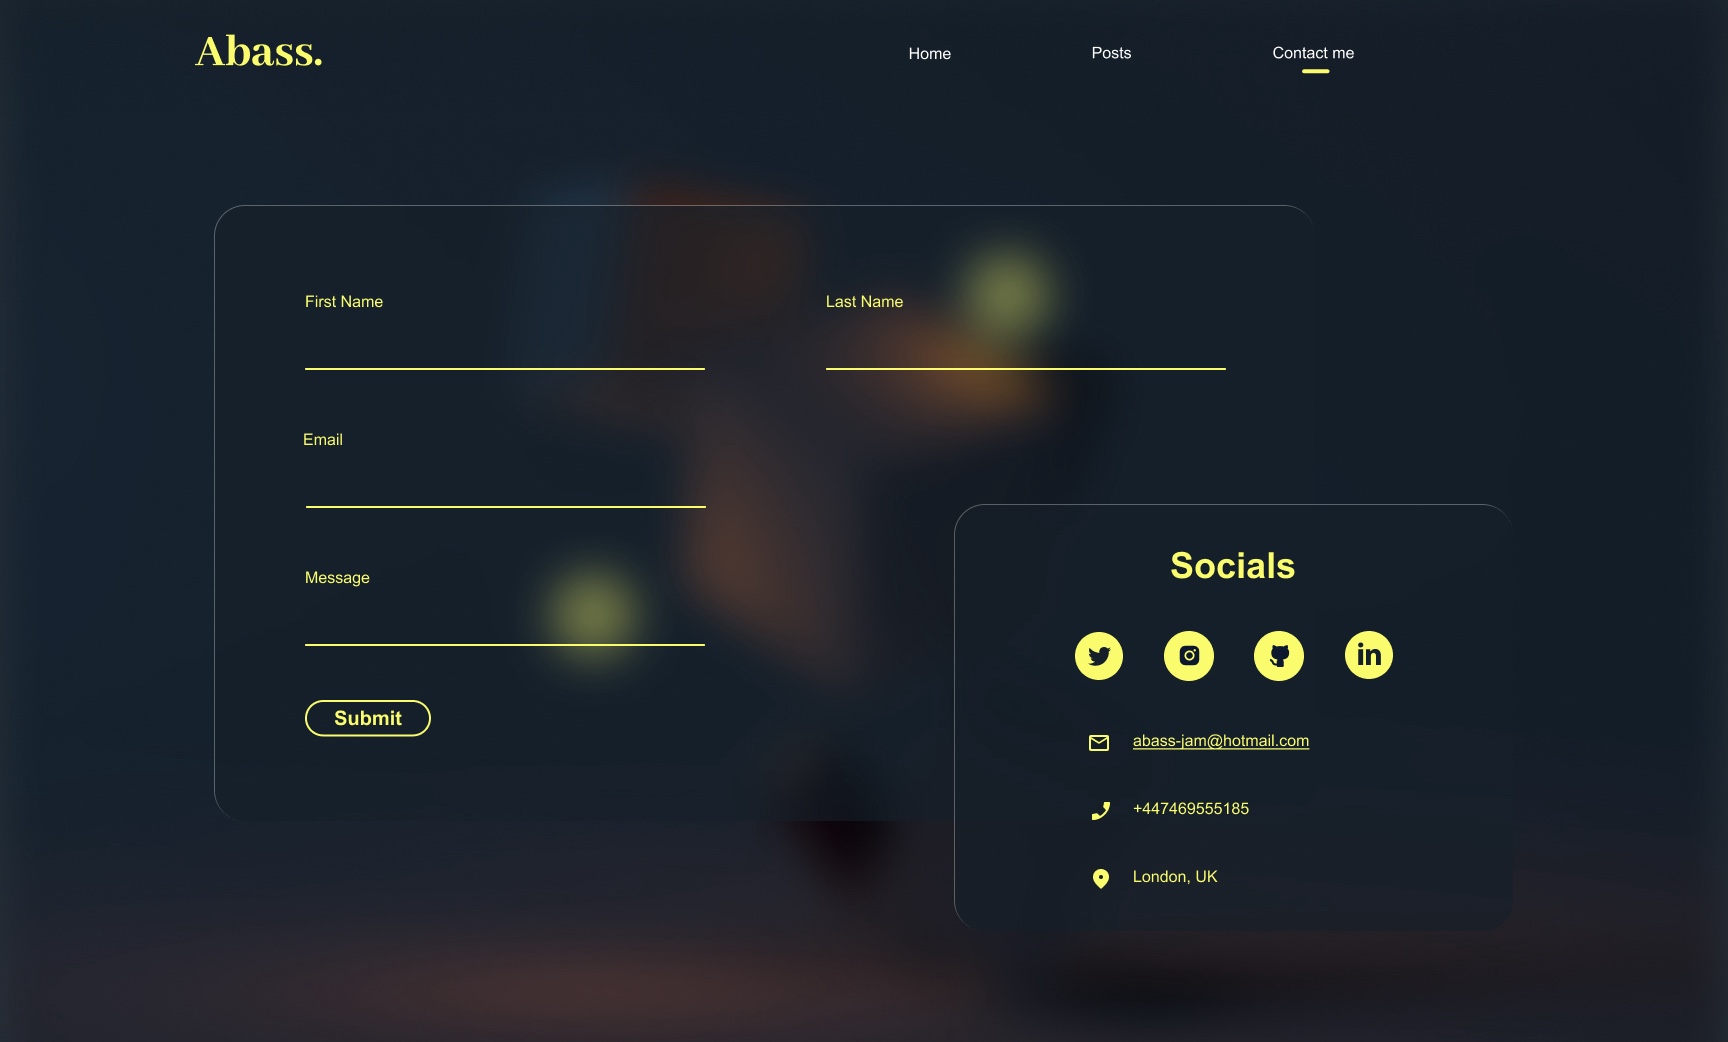 Abass.
Home
Posts
Contact me
First Name
Last Name
Email
Message
Submit
Socials
in
abass-jam@hotmail.com
+447469555185
London, UK